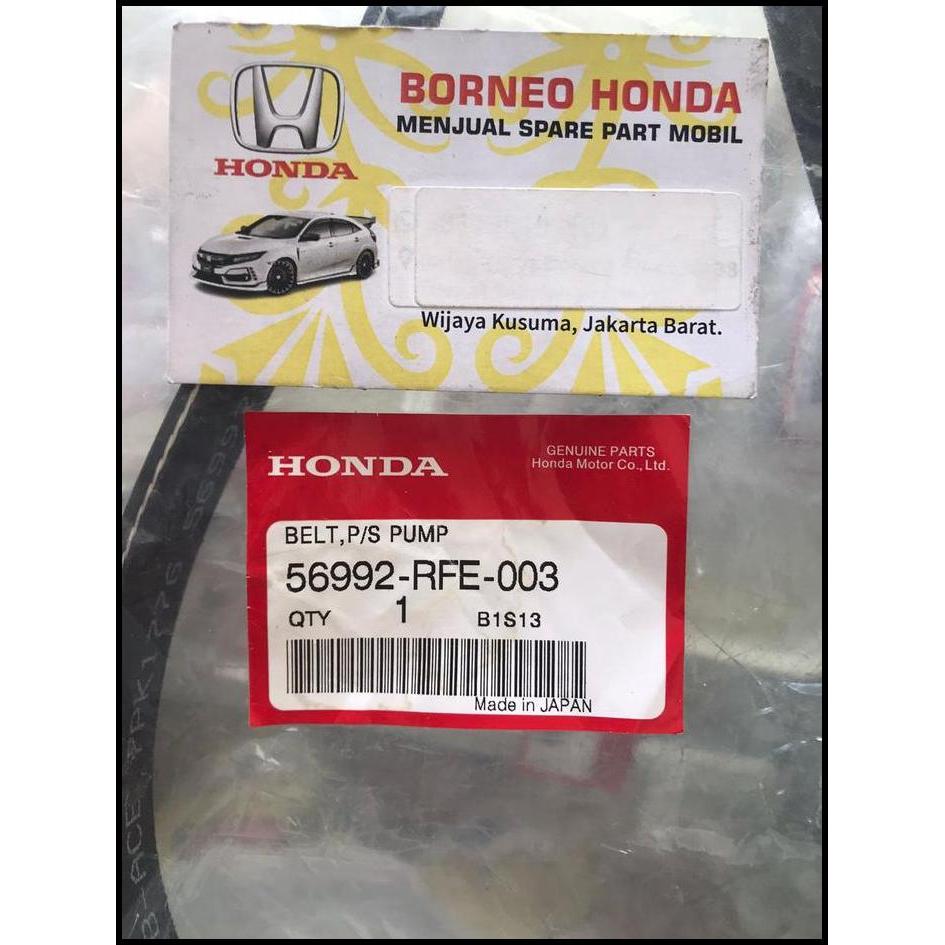 BORNEO HONDA
MENJUAL SPARE PART MOBIL
HONDA
Wijaya Kusuma, Jakarta Barat.
HONDA
GENUINE PARTS
Honda Motor Co., Ltd.
BELT,P/S PUMP
56992-RFE-003
QTY 1 B1S13
Made in JAPAN